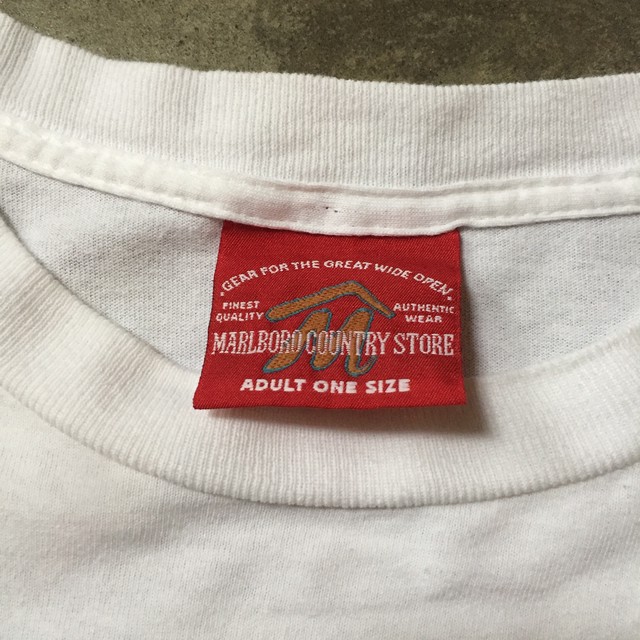 GEAR FOR THE GREAT WIDE OPEN
FINEST QUALITY
AUTHENTIC WEAR
MARLBORO COUNTRY STORE
ADULT ONE SIZE